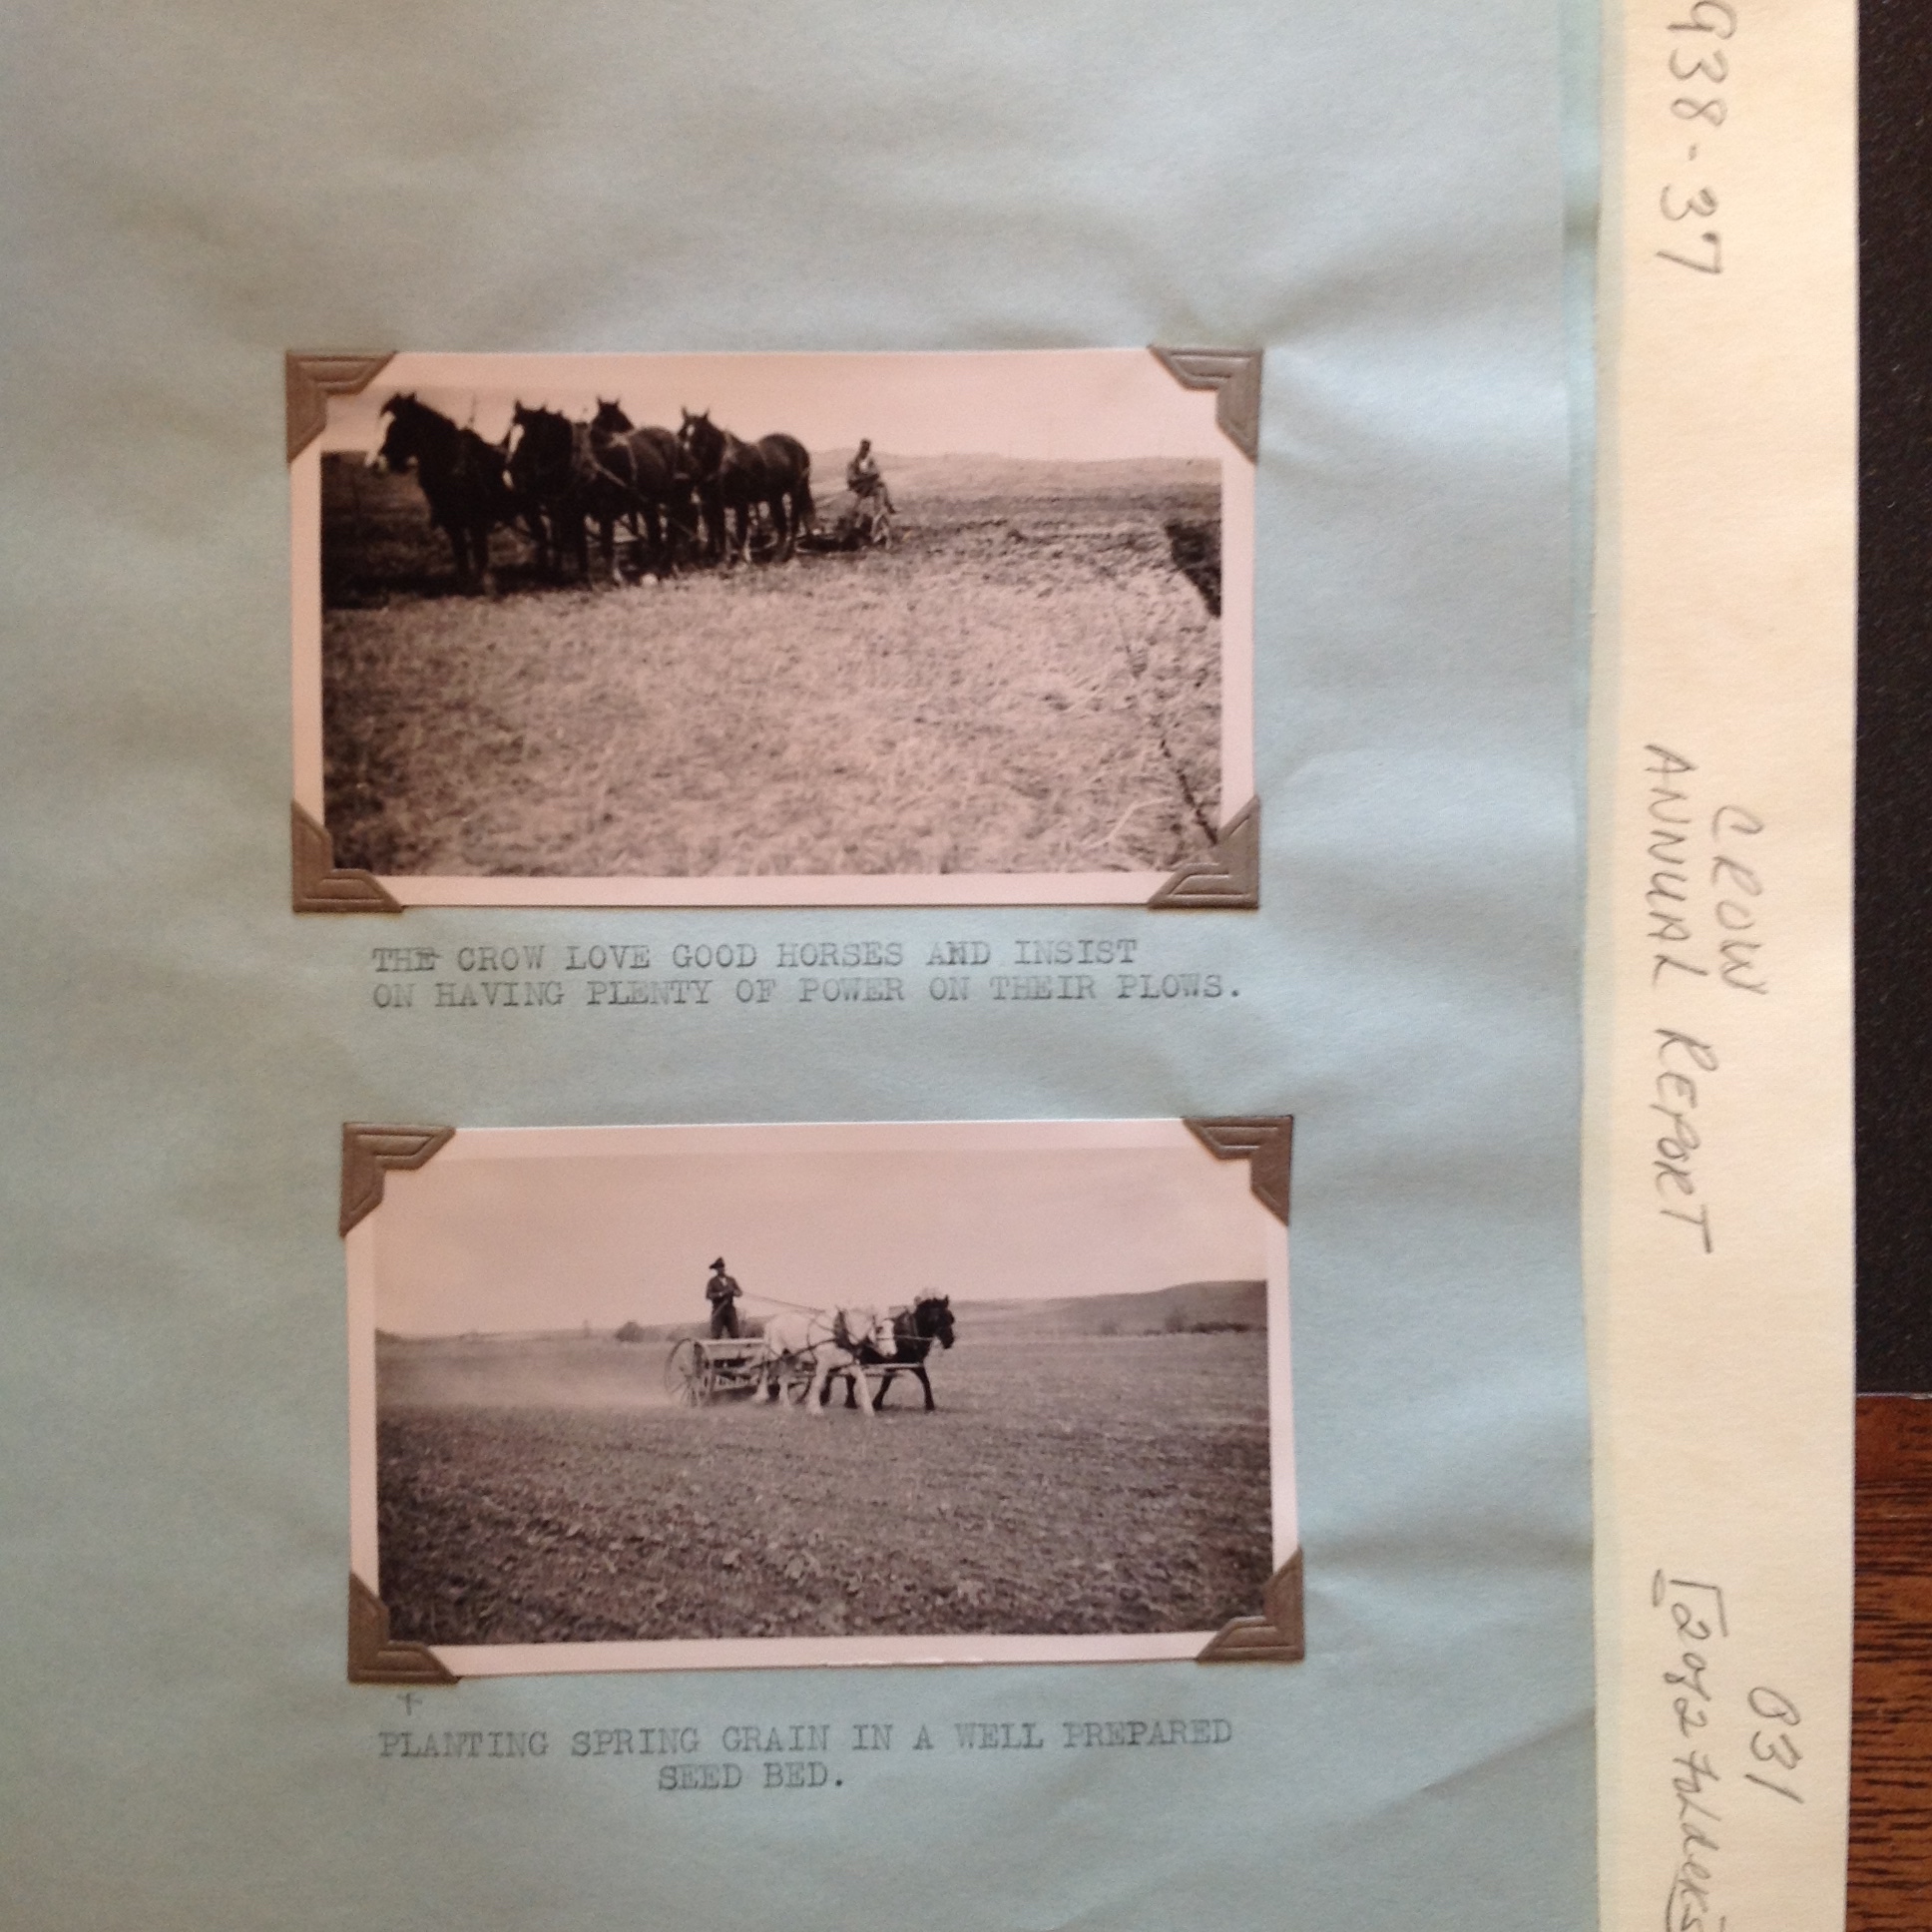 THE CROW LOVE GOOD HORSES AND INSIST
ON HAVING PLENTY OF POWER ON THEIR PLOWS.
PLANTING SPRING GRAIN IN A WELL PREPARED
SEED BED.
938-37
CROW
ANNUAL REPORT
031
2 of 2 folders